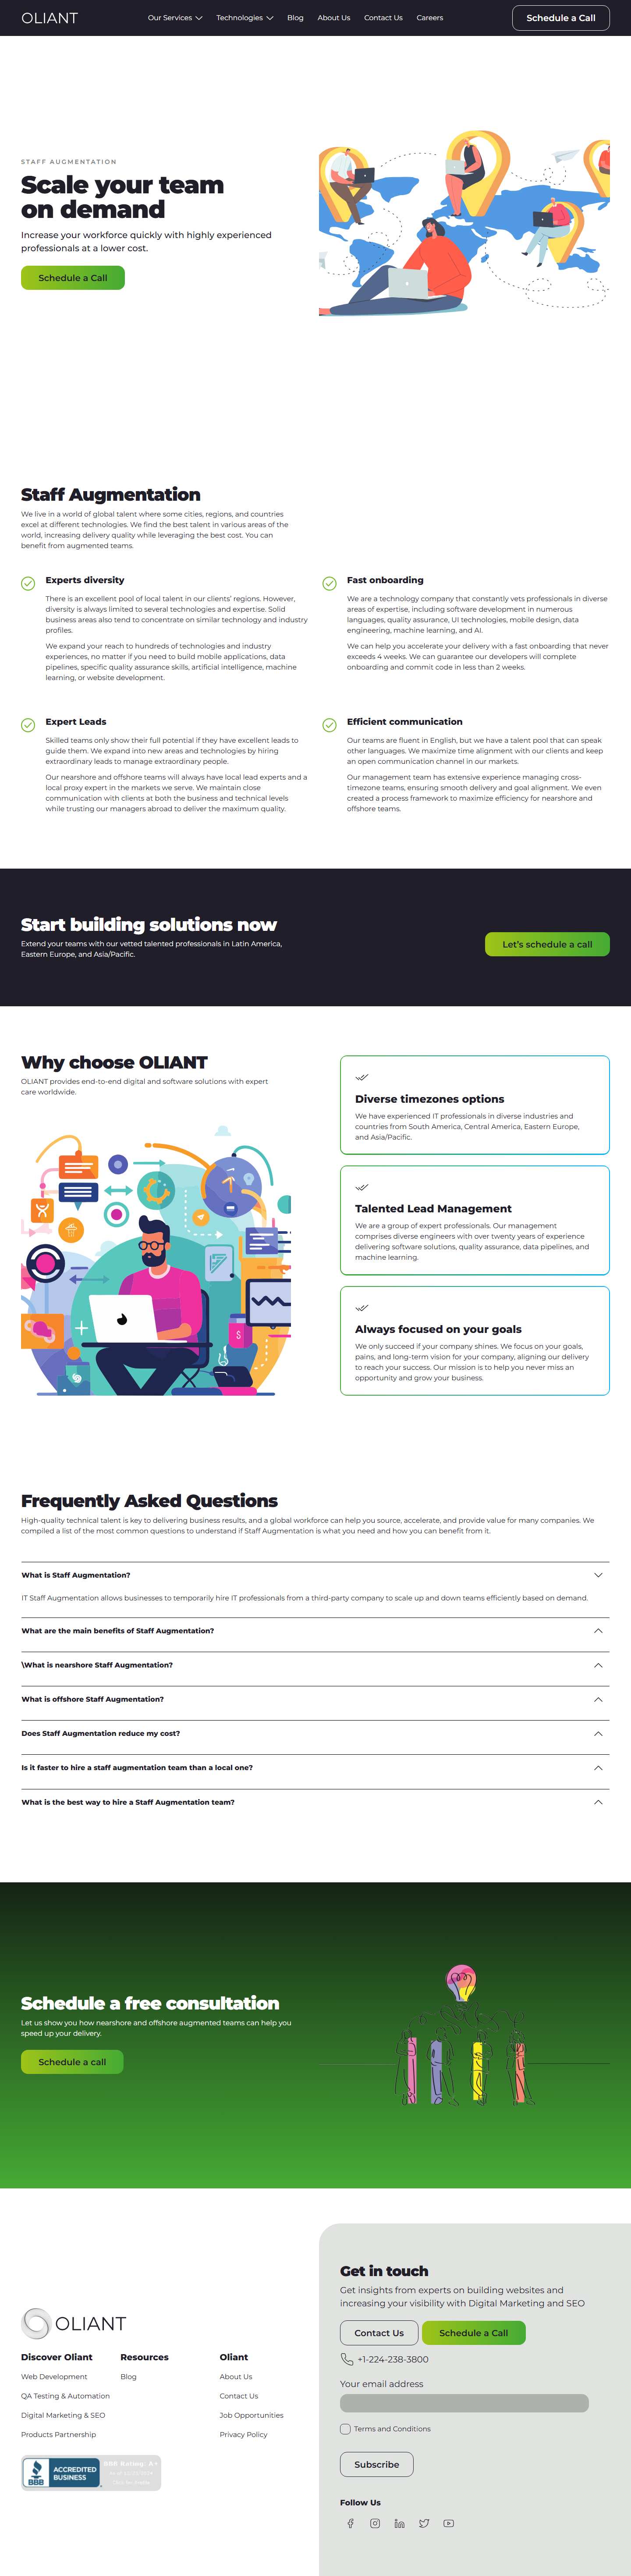 OLIANT
Our Services
Technologies
Blog
About Us
Contact Us
Careers
Schedule a Call
STAFF AUGMENTATION
Scale your team
on demand
Increase your workforce quickly with highly experienced
professionals at a lower cost.
Schedule a Call
Staff Augmentation
We live in a world of global talent where some cities, regions, and countries
excel at different technologies. We find the best talent in various areas of the
world, increasing delivery quality while leveraging the best cost. You can
benefit from augmented teams.
Experts diversity
There is an excellent pool of local talent in our clients' regions. However,
diversity is always limited to several technologies and expertise. Solid
business areas also tend to concentrate on similar technology and industry
profiles.
We expand your reach to hundreds of technologies and industry
experiences, no matter if you need to build mobile applications, data
pipelines, specific quality assurance skills, artificial intelligence, machine
learning, or website development.
Fast onboarding
We are a technology company that constantly vets professionals in diverse
areas of expertise, including software development in numerous
languages, quality assurance, UI technologies, mobile design, data
engineering, machine learning, and AI.
We can help you accelerate your delivery with a fast onboarding that never
exceeds 4 weeks. We can guarantee our developers will complete
onboarding and commit code in less than 2 weeks.
Expert Leads
Skilled teams only show their full potential if they have excellent leads to
guide them. We expand into new areas and technologies by hiring
extraordinary leads to manage extraordinary people.
Our nearshore and offshore teams will always have local lead experts and a
local proxy expert in the markets we serve. We maintain close
communication with clients at both the business and technical levels
while trusting our managers abroad to deliver the maximum quality.
Efficient communication
Our teams are fluent in English, but we have a talent pool that can speak
other languages. We maximize time alignment with our clients and keep
an open communication channel in our markets.
Our management team has extensive experience managing cross-
timezone teams, ensuring smooth delivery and goal alignment. We even
created a process framework to maximize efficiency for nearshore and
offshore teams.
Start building solutions now
Extend your teams with our vetted talented professionals in Latin America,
Eastern Europe, and Asia/Pacific.
Let's schedule a call
Why choose OLIANT
OLIANT provides end-to-end digital and software solutions with expert
care worldwide.
Diverse timezones options
We have experienced IT professionals in diverse industries and
countries from South America, Central America, Eastern Europe,
and Asia/Pacific.
Talented Lead Management
We are a group of expert professionals. Our management
comprises diverse engineers with over twenty years of experience
delivering software solutions, quality assurance, data pipelines, and
machine learning.
Always focused on your goals
We only succeed if your company shines. We focus on your goals,
pains, and long-term vision for your company, aligning our delivery
to reach your success. Our mission is to help you never miss an
opportunity and grow your business.
Frequently Asked Questions
High-quality technical talent is key to delivering business results, and a global workforce can help you source, accelerate, and provide value for many companies. We
compiled a list of the most common questions to understand if Staff Augmentation is what you need and how you can benefit from it.
What is Staff Augmentation?
IT Staff Augmentation allows businesses to temporarily hire IT professionals from a third-party company to scale up and down teams efficiently based on demand.
What are the main benefits of Staff Augmentation?
\What is nearshore Staff Augmentation?
What is offshore Staff Augmentation?
Does Staff Augmentation reduce my cost?
Is it faster to hire a staff augmentation team than a local one?
What is the best way to hire a Staff Augmentation team?
Schedule a free consultation
Let us show you how nearshore and offshore augmented teams can help you
speed up your delivery.
Schedule a call
OLIANT
Discover Oliant
Web Development
QA Testing & Automation
Digital Marketing & SEO
Products Partnership
Resources
Blog
Oliant
About Us
Contact Us
Job Opportunities
Privacy Policy
BBB
ACCREDITED
BUSINESS
BBB Rating: A+
Get in touch
Get insights from experts on building websites and
increasing your visibility with Digital Marketing and SEO
Contact Us
Schedule a Call
+1-224-238-3800
Your email address
Terms and Conditions
Subscribe
Follow Us